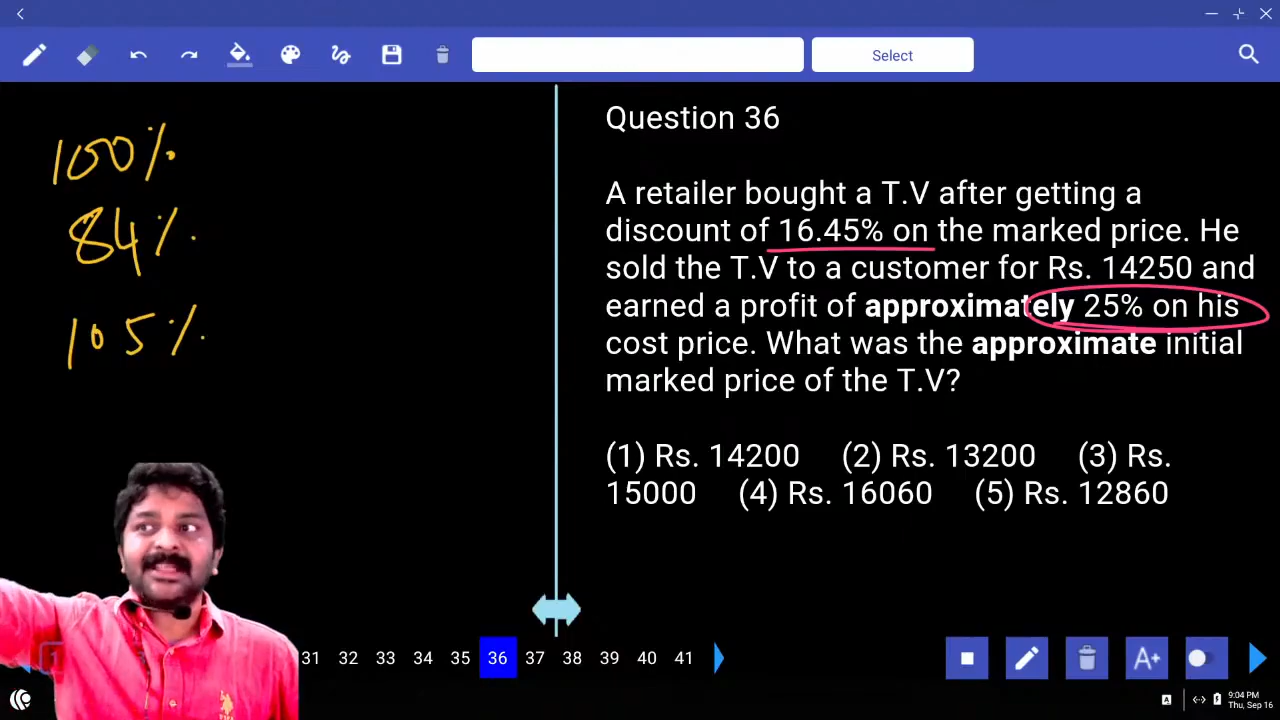 Select
100%
84%
105%
Question 36
A retailer bought a T.V after getting a
discount of 16.45% on the marked price. He
sold the T.V to a customer for Rs. 14250 and
earned a profit of approximately 25% on his
cost price. What was the approximate initial
marked price of the T.V?
(1) Rs. 14200 (2) Rs. 13200 (3) Rs.
15000 (4) Rs. 16060 (5) Rs. 12860
31 32 33 34 35 36 37 38 39 40 41
A+
A
9:04 PM
Thu, Sep 16